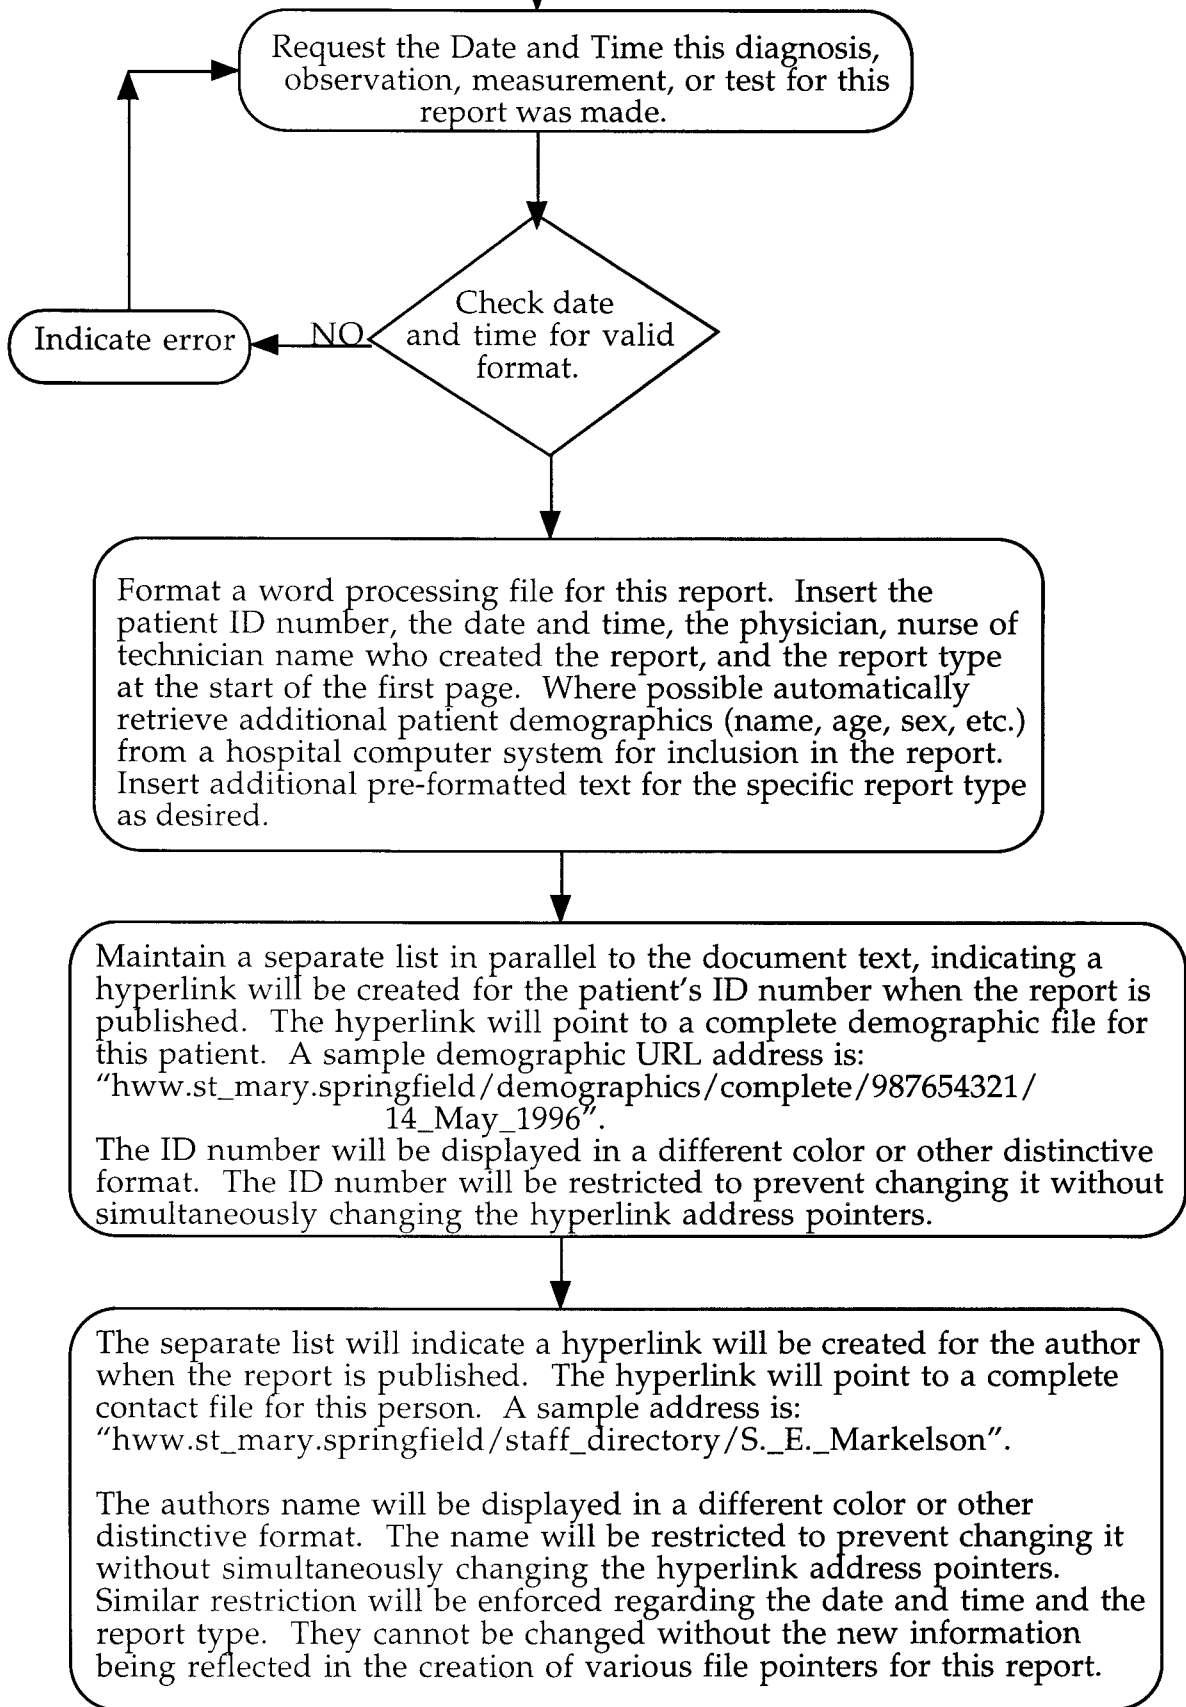 Request the Date and Time this diagnosis,
observation, measurement, or test for this
report was made.
Check date
and time for valid
format.
NO
Indicate error
Format a word processing file for this report.  Insert the
patient ID number, the date and time, the physician, nurse of
technician name who created the report, and the report type
at the start of the first page.  Where possible automatically
retrieve additional patient demographics (name, age, sex, etc.)
from a hospital computer system for inclusion in the report.
Insert additional pre-formatted text for the specific report type
as desired.
Maintain a separate list in parallel to the document text, indicating a
hyperlink will be created for the patient's ID number when the report is
published.  The hyperlink will point to a complete demographic file for
this patient.  A sample demographic URL address is:
"hww.st_mary.springfield/demographics/complete/987654321/
14_May_1996".
The ID number will be displayed in a different color or other distinctive
format.  The ID number will be restricted to prevent changing it without
simultaneously changing the hyperlink address pointers.
The separate list will indicate a hyperlink will be created for the author
when the report is published.  The hyperlink will point to a complete
contact file for this person.  A sample address is:
"hww.st_mary.springfield/staff_directory/S._E._Markelson".
The authors name will be displayed in a different color or other
distinctive format.  The name will be restricted to prevent changing it
without simultaneously changing the hyperlink address pointers.
Similar restriction will be enforced regarding the date and time and the
report type.  They cannot be changed without the new information
being reflected in the creation of various file pointers for this report.